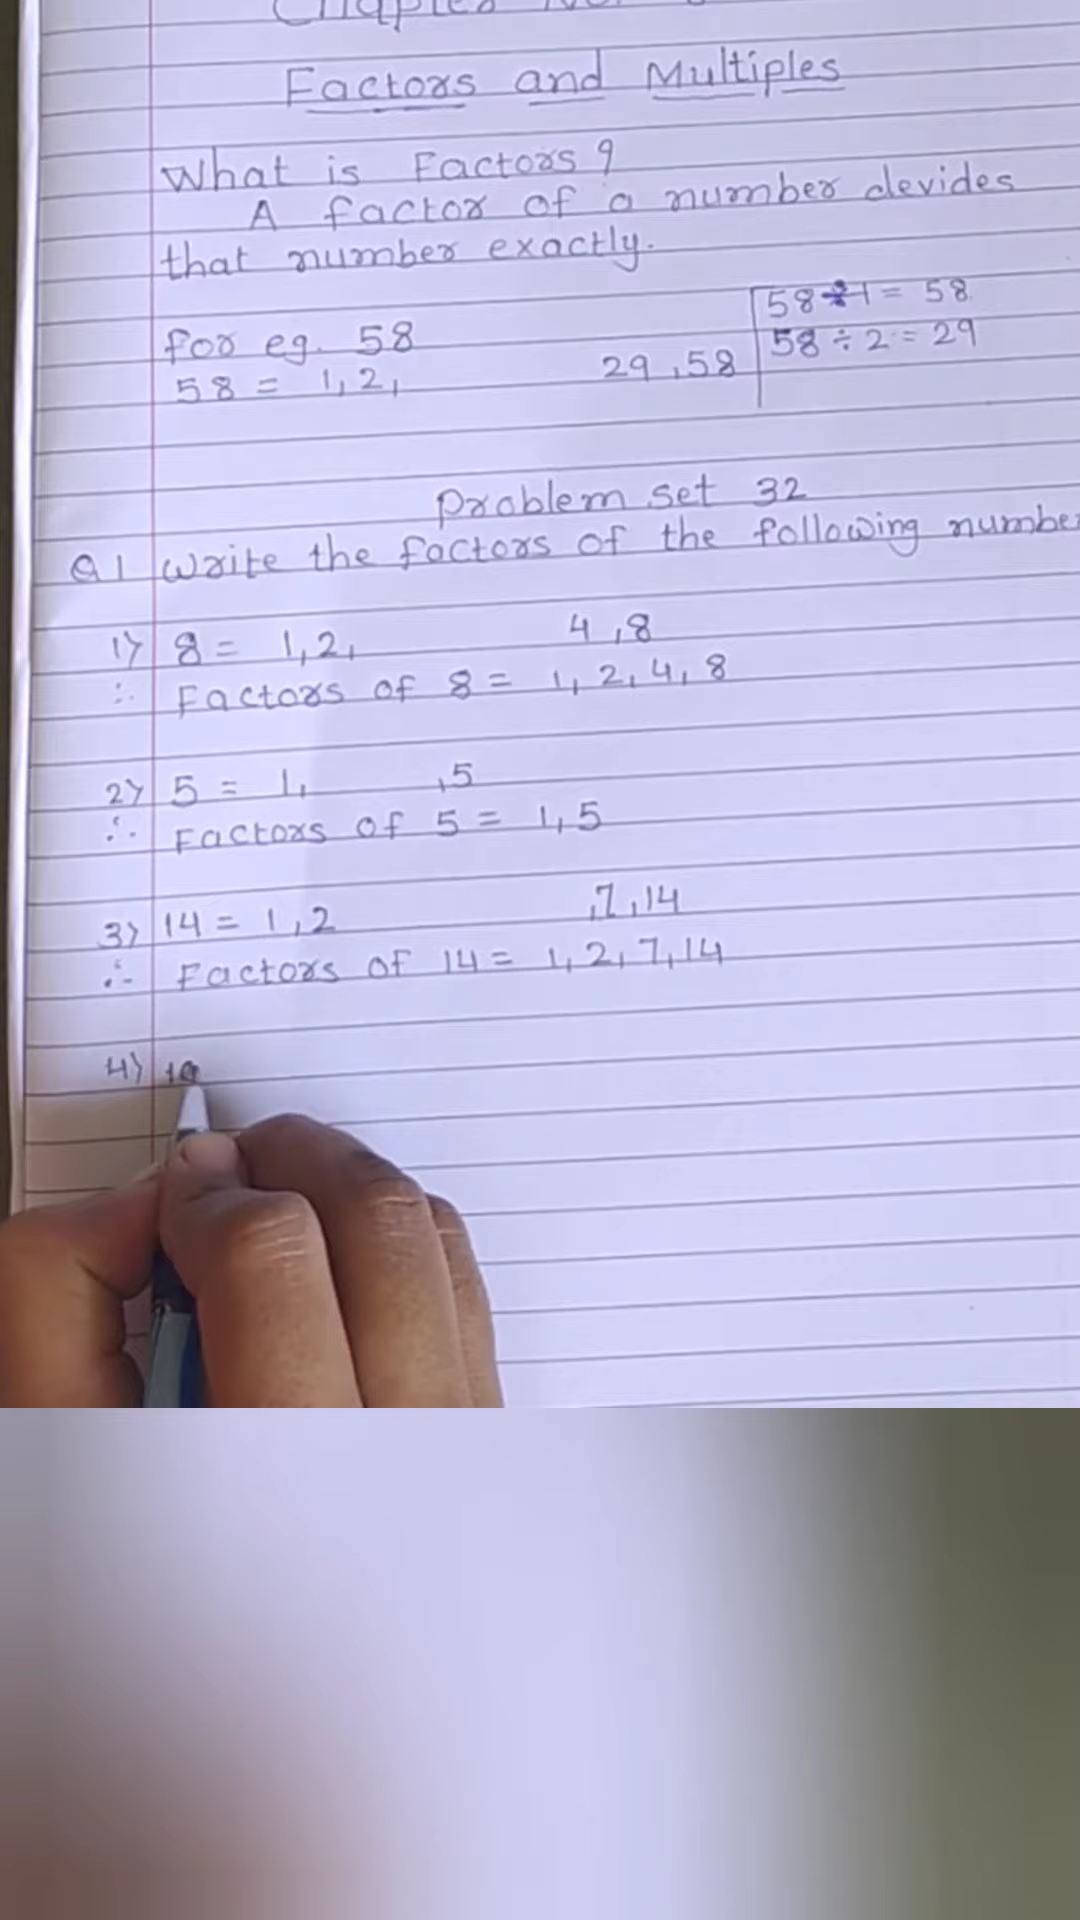 Factors and Multiples
What is Factors ?
A factor of a number devides
that number exactly.
for eg. 58
58 = 1, 2, 29, 58
58 ÷ 1 = 58
58 ÷ 2 = 29
Problem set 32
Q 1 Write the factors of the following numbe
1) 8 = 1, 2, 4, 8
∴ Factors of 8 = 1, 2, 4, 8
2) 5 = 1, , 5
∴ Factors of 5 = 1, 5
3) 14 = 1, 2 , 7, 14
∴ Factors of 14 = 1, 2, 7, 14
4)